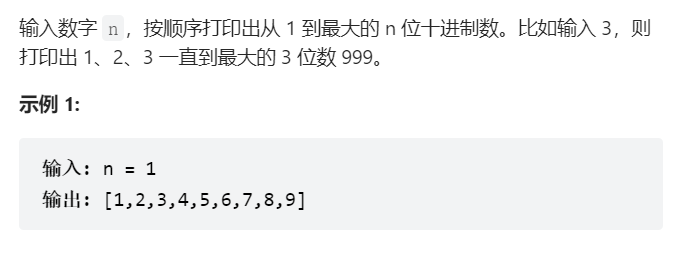 输入数字 n，按顺序打印出从 1 到最大的 n 位十进制数。比如输入 3，则
打印出 1、2、3 一直到最大的 3 位数 999。
示例 1:
输入: n = 1
输出: [1,2,3,4,5,6,7,8,9]